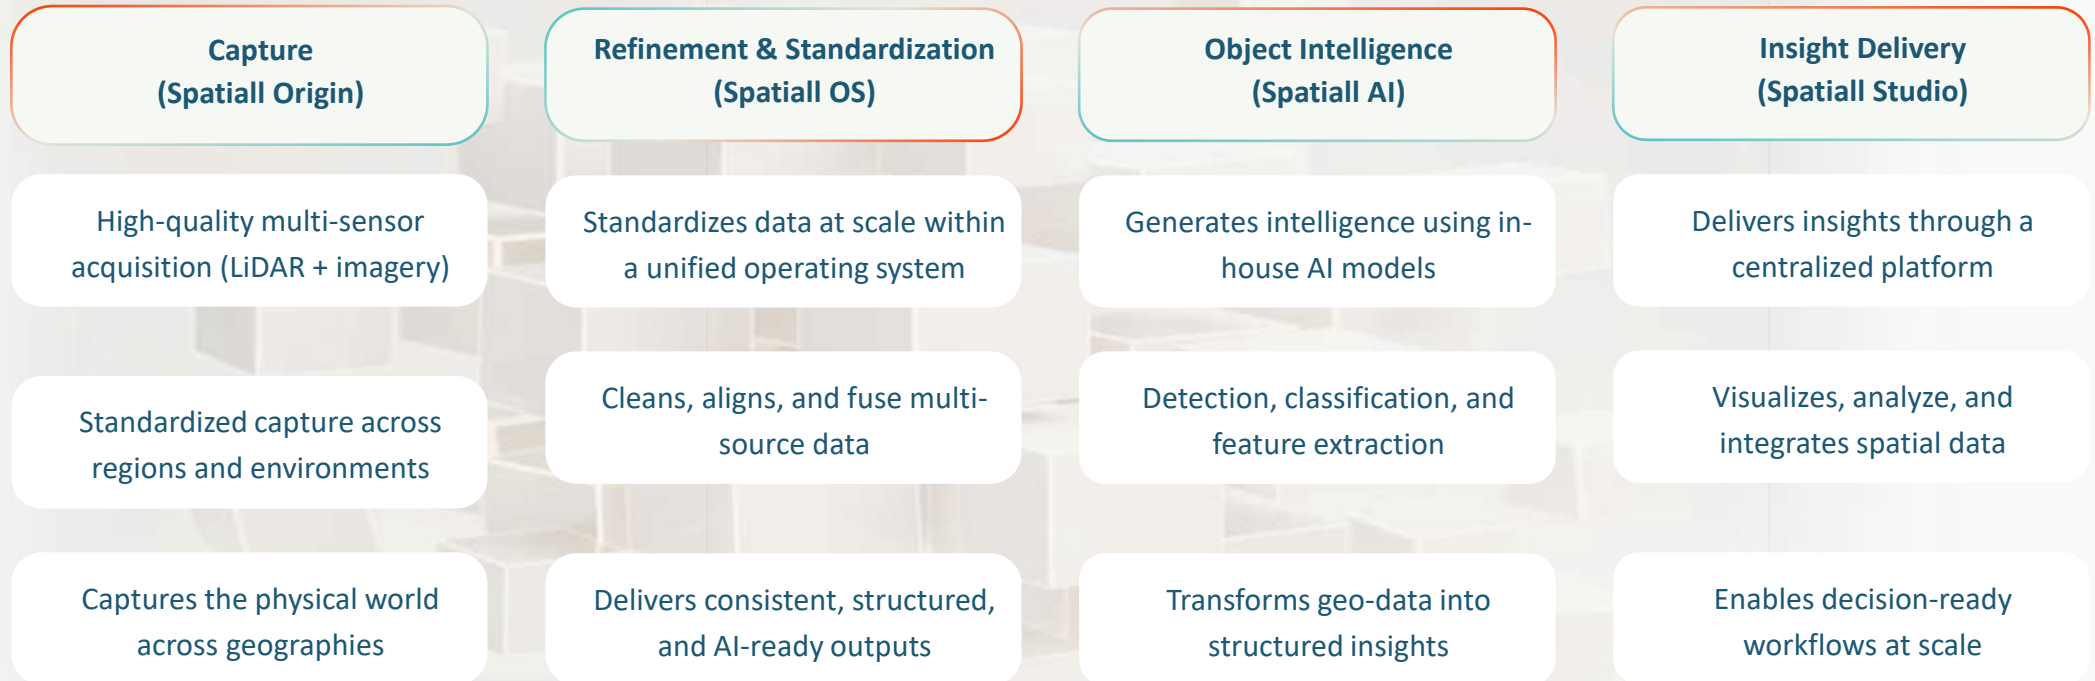 Capture
(Spatiall Origin)
Refinement & Standardization
(Spatiall OS)
Object Intelligence
(Spatiall AI)
Insight Delivery
(Spatiall Studio)
High-quality multi-sensor
acquisition (LiDAR + imagery)
Standardizes data at scale within
a unified operating system
Generates intelligence using in-
house AI models
Delivers insights through a
centralized platform
Standardized capture across
regions and environments
Cleans, aligns, and fuse multi-
source data
Detection, classification, and
feature extraction
Visualizes, analyze, and
integrates spatial data
Captures the physical world
across geographies
Delivers consistent, structured,
and AI-ready outputs
Transforms geo-data into
structured insights
Enables decision-ready
workflows at scale